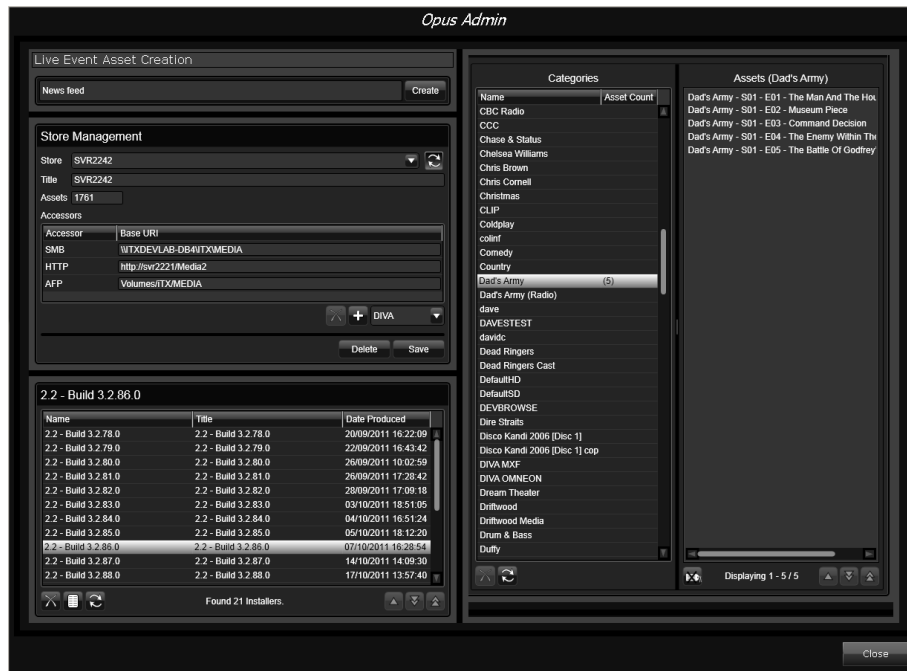 Opus Admin
Live Event Asset Creation
News feed
Create
Store Management
Store SVR2242
Title SVR2242
Assets 1761
Accessors
Accessor Base URI
SMB \\ITXDEVLAB-DB4\ITX\MEDIA
HTTP http://svr2221/Media2
AFP Volumes/iTX/MEDIA
DIVA
Delete Save
2.2 - Build 3.2.86.0
Name Title Date Produced
2.2 - Build 3.2.78.0 2.2 - Build 3.2.78.0 20/09/2011 16:22:09
2.2 - Build 3.2.79.0 2.2 - Build 3.2.79.0 22/09/2011 16:43:42
2.2 - Build 3.2.80.0 2.2 - Build 3.2.80.0 26/09/2011 10:02:59
2.2 - Build 3.2.81.0 2.2 - Build 3.2.81.0 26/09/2011 17:28:42
2.2 - Build 3.2.82.0 2.2 - Build 3.2.82.0 28/09/2011 17:09:18
2.2 - Build 3.2.83.0 2.2 - Build 3.2.83.0 03/10/2011 18:51:05
2.2 - Build 3.2.84.0 2.2 - Build 3.2.84.0 04/10/2011 16:51:24
2.2 - Build 3.2.85.0 2.2 - Build 3.2.85.0 05/10/2011 18:12:20
2.2 - Build 3.2.86.0 2.2 - Build 3.2.86.0 07/10/2011 16:28:54
2.2 - Build 3.2.87.0 2.2 - Build 3.2.87.0 14/10/2011 14:09:30
2.2 - Build 3.2.88.0 2.2 - Build 3.2.88.0 17/10/2011 13:57:40
Found 21 Installers.
Categories
Name Asset Count
CBC Radio
CCC
Chase & Status
Chelsea Williams
Chris Brown
Chris Cornell
Christmas
CLIP
Coldplay
colinf
Comedy
Country
Dad's Army (5)
Dad's Army (Radio)
dave
DAVESTEST
davidc
Dead Ringers
Dead Ringers Cast
DefaultHD
DefaultSD
DEVBROWSE
Dire Straits
Disco Kandi 2006 [Disc 1]
Disco Kandi 2006 [Disc 1] cop
DIVA MXF
DIVA OMNEON
Dream Theater
Driftwood
Driftwood Media
Drum & Bass
Duffy
Assets (Dad's Army)
Dad's Army - S01 - E01 - The Man And The Hou
Dad's Army - S01 - E02 - Museum Piece
Dad's Army - S01 - E03 - Command Decision
Dad's Army - S01 - E04 - The Enemy Within The
Dad's Army - S01 - E05 - The Battle Of Godfrey'
Displaying 1 - 5 / 5
Close